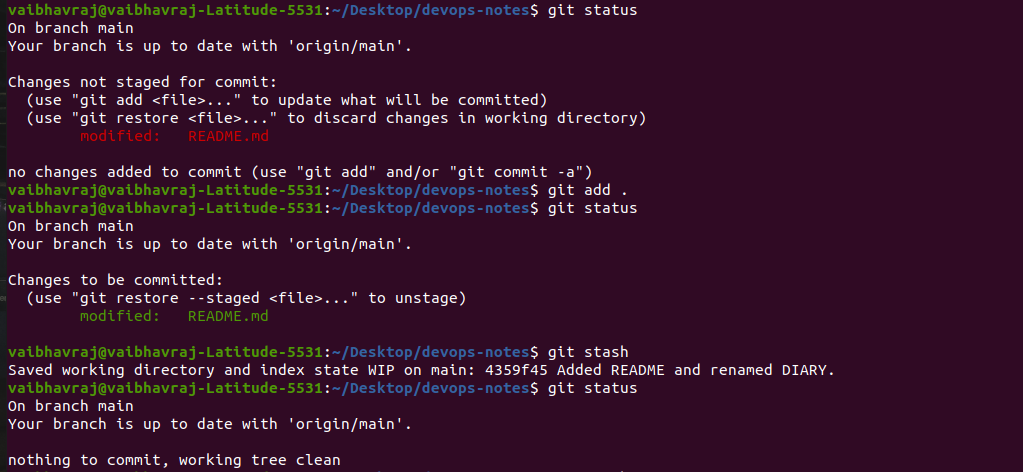 vaibhavraj@vaibhavraj-Latitude-5531:~/Desktop/devops-notes$ git status
On branch main
Your branch is up to date with 'origin/main'.
Changes not staged for commit:
  (use "git add <file>..." to update what will be committed)
  (use "git restore <file>..." to discard changes in working directory)
        modified:   README.md
no changes added to commit (use "git add" and/or "git commit -a")
vaibhavraj@vaibhavraj-Latitude-5531:~/Desktop/devops-notes$ git add .
vaibhavraj@vaibhavraj-Latitude-5531:~/Desktop/devops-notes$ git status
On branch main
Your branch is up to date with 'origin/main'.
Changes to be committed:
  (use "git restore --staged <file>..." to unstage)
        modified:   README.md
vaibhavraj@vaibhavraj-Latitude-5531:~/Desktop/devops-notes$ git stash
Saved working directory and index state WIP on main: 4359f45 Added README and renamed DIARY.
vaibhavraj@vaibhavraj-Latitude-5531:~/Desktop/devops-notes$ git status
On branch main
Your branch is up to date with 'origin/main'.
nothing to commit, working tree clean